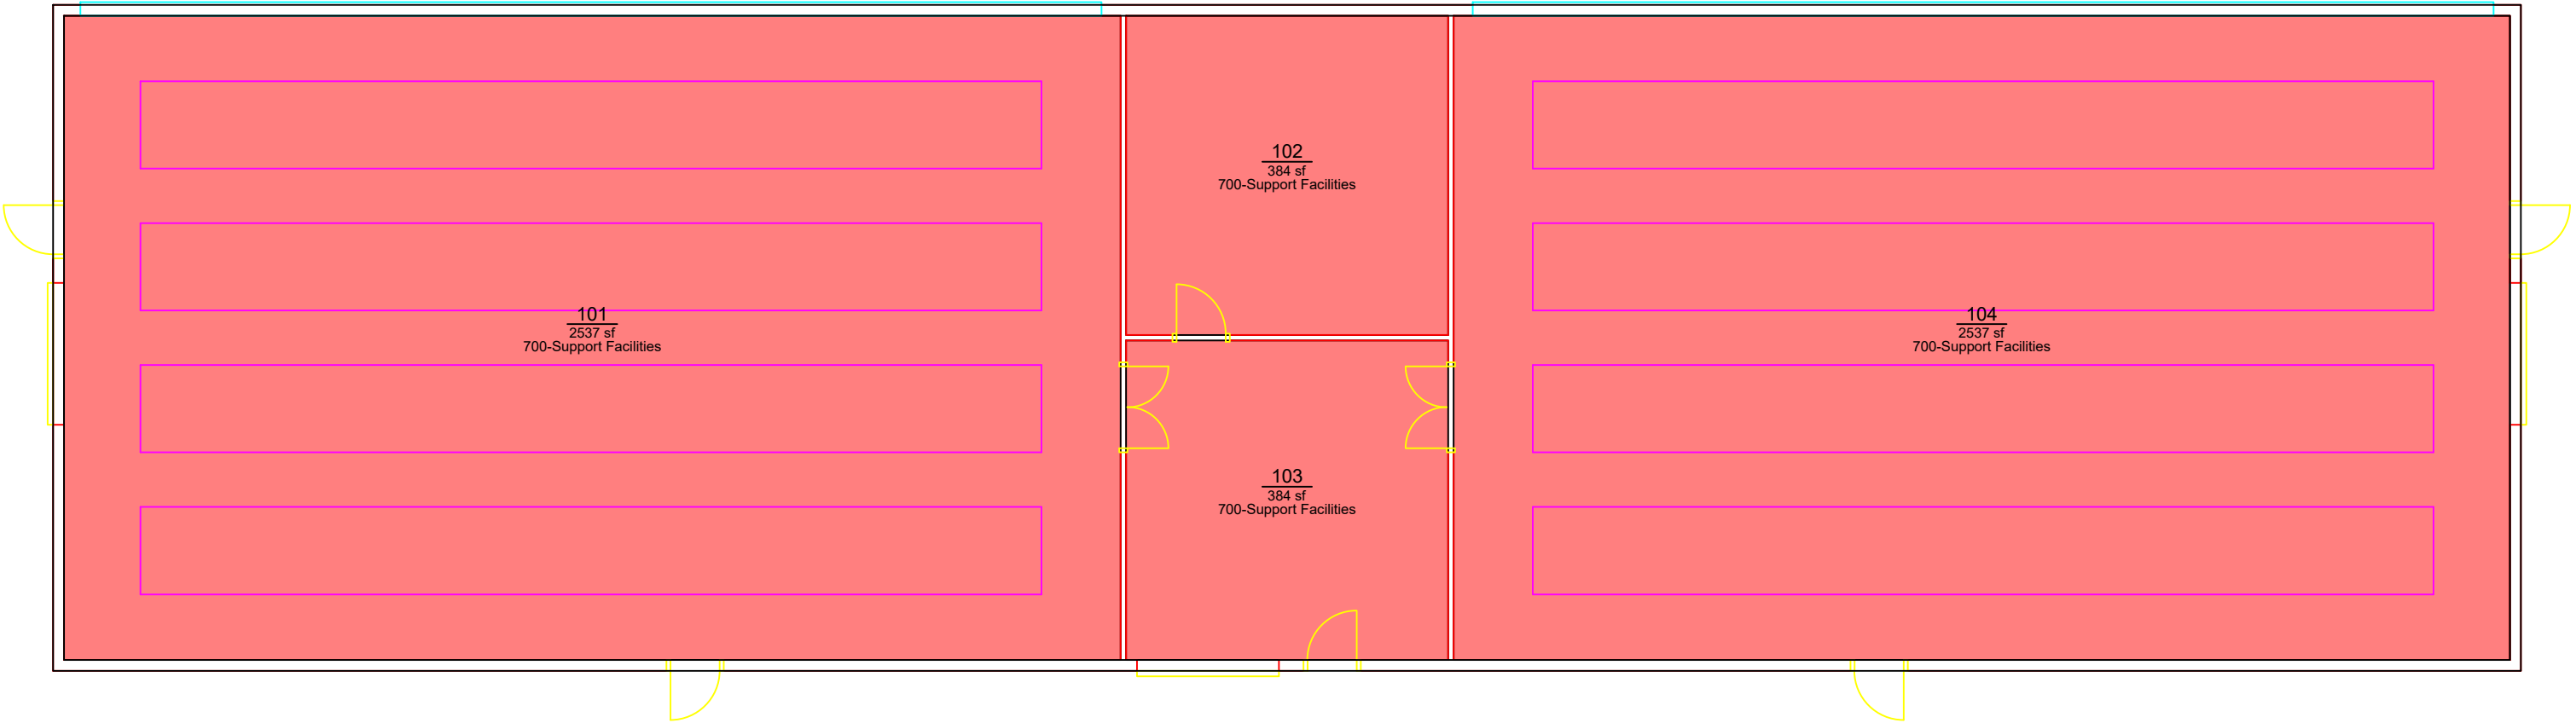 102
384 sf
700-Support Facilities
101
2537 sf
700-Support Facilities
104
2537 sf
700-Support Facilities
103
384 sf
700-Support Facilities